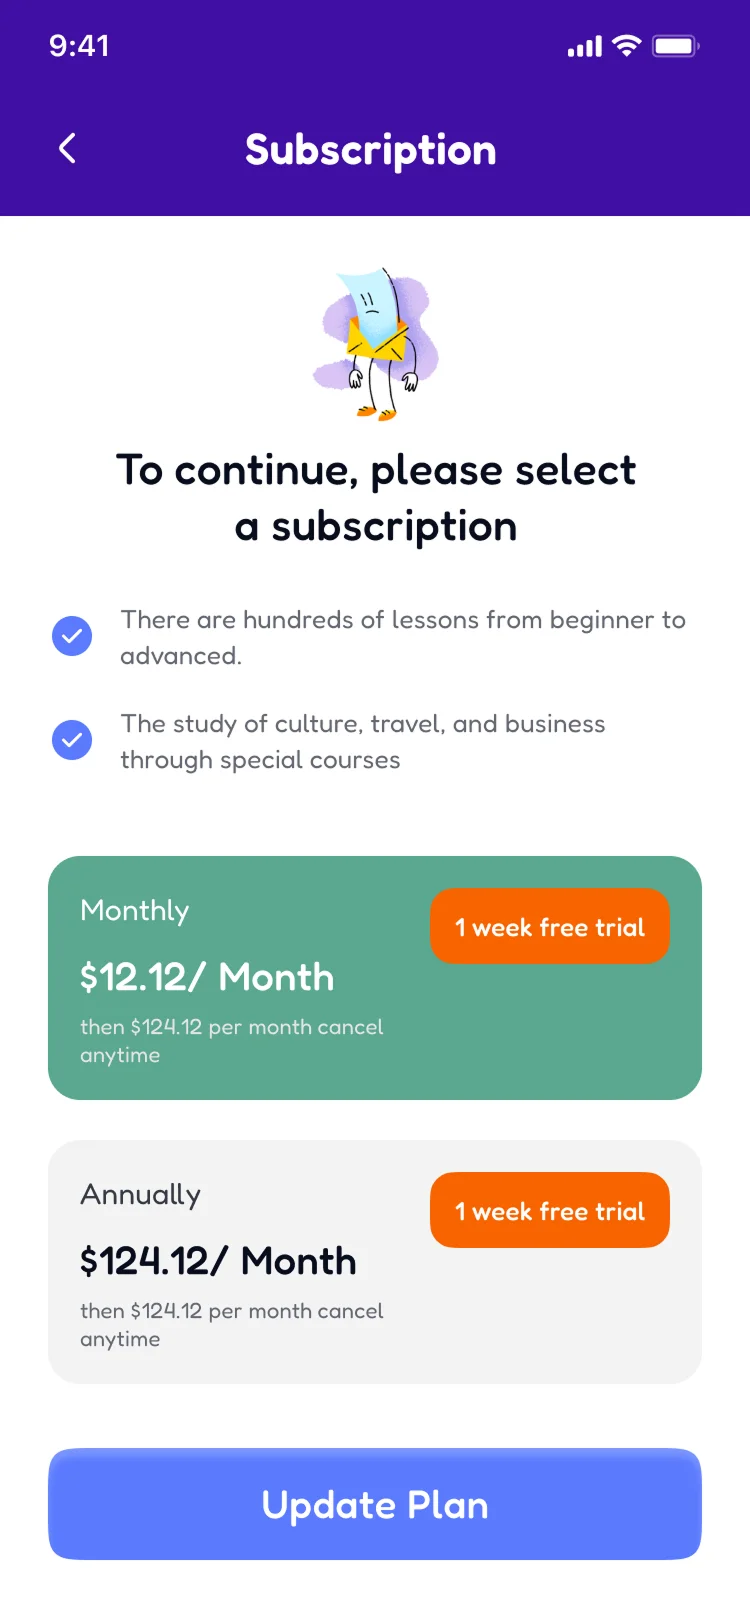 9:41
Subscription
To continue, please select
a subscription
There are hundreds of lessons from beginner to
advanced.
The study of culture, travel, and business
through special courses
Monthly
1 week free trial
$12.12/ Month
then $124.12 per month cancel
anytime
Annually
1 week free trial
$124.12/ Month
then $124.12 per month cancel
anytime
Update Plan